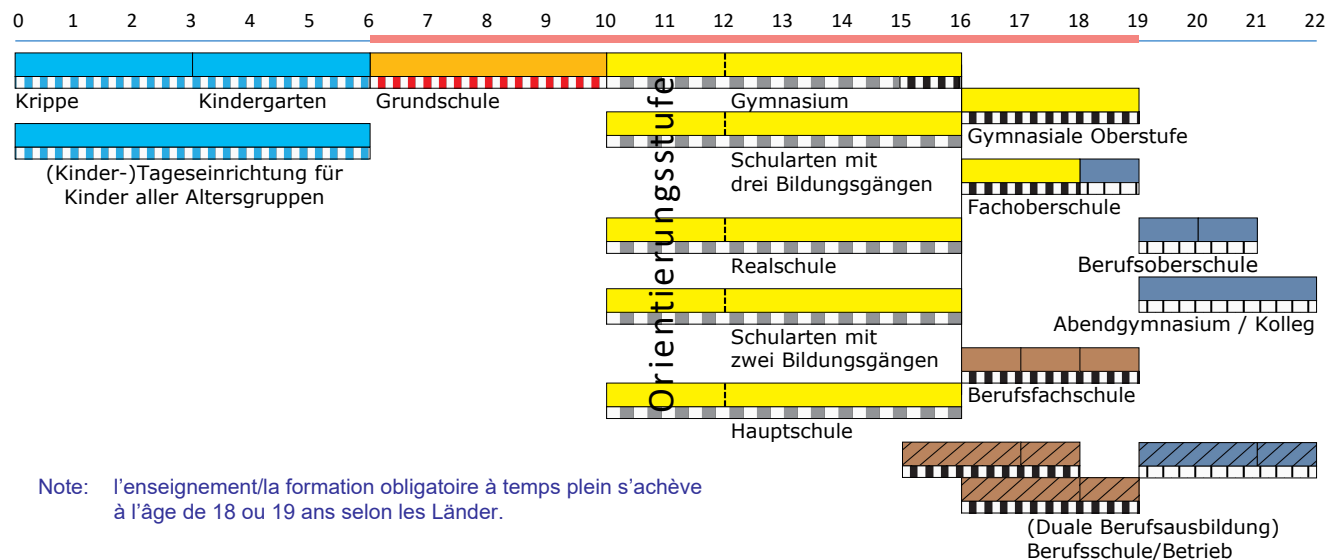 0 1 2 3 4 5 6 7 8 9 10 11 12 13 14 15 16 17 18 19 20 21 22
Krippe
Kindergarten
Grundschule
Orientierungsstufe
Gymnasium
Gymnasiale Oberstufe
(Kinder-)Tageseinrichtung für
Kinder aller Altersgruppen
Schularten mit
drei Bildungsgängen
Fachoberschule
Realschule
Berufsoberschule
Schularten mit
zwei Bildungsgängen
Abendgymnasium / Kolleg
Berufsfachschule
Hauptschule
Note: l’enseignement/la formation obligatoire à temps plein s’achève
à l’âge de 18 ou 19 ans selon les Länder.
(Duale Berufsausbildung)
Berufsschule/Betrieb